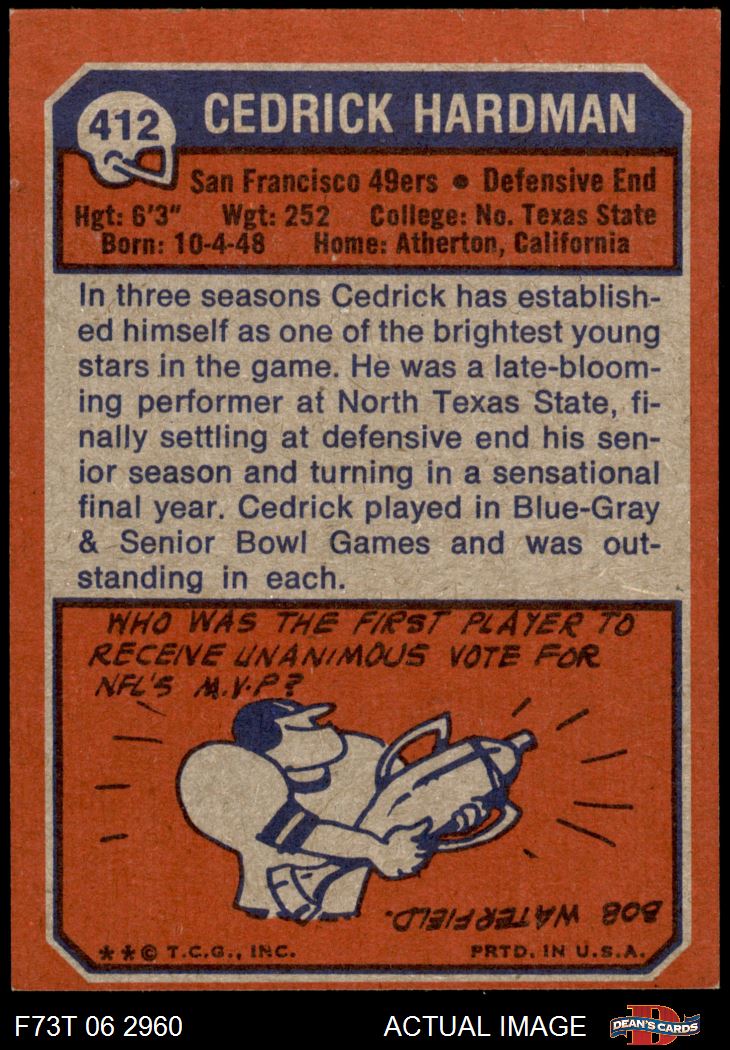 412
CEDRICK HARDMAN
San Francisco 49ers • Defensive End
Hgt: 6'3" Wgt: 252 College: No. Texas State
Born: 10-4-48 Home: Atherton, California
In three seasons Cedrick has establish-
ed himself as one of the brightest young
stars in the game. He was a late-bloom-
ing performer at North Texas State, fi-
nally settling at defensive end his sen-
ior season and turning in a sensational
final year. Cedrick played in Blue-Gray
& Senior Bowl Games and was out-
standing in each.
WHO WAS THE FIRST PLAYER TO
RECEIVE UNANIMOUS VOTE FOR
NFL'S M.V.P?
BOB WATERFIELD.
**© T.C.G., INC. PRTD. IN U.S.A.
F73T 06 2960 ACTUAL IMAGE
D
DEAN'S CARDS